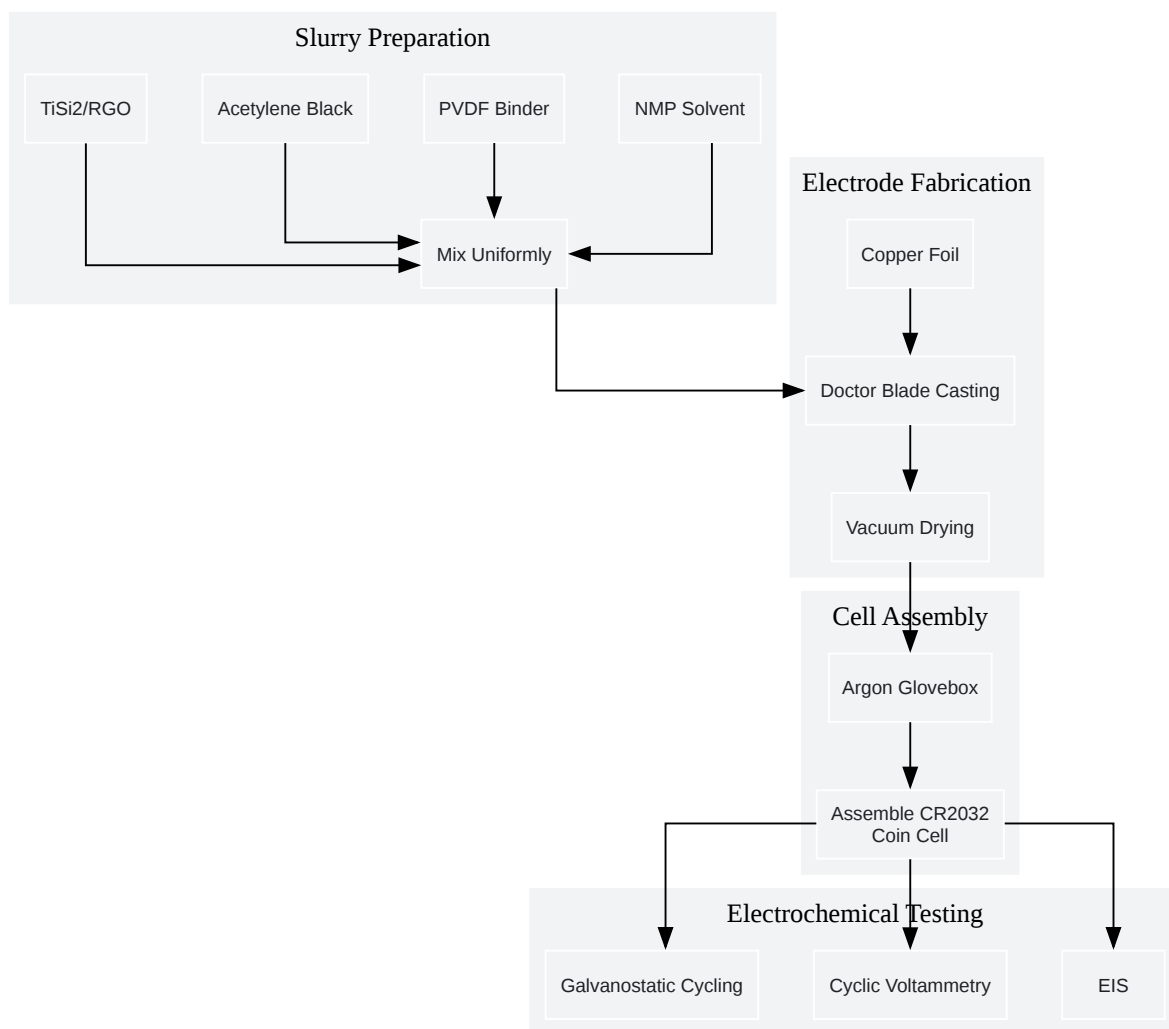 Slurry Preparation
TiSi2/RGO
Acetylene Black
PVDF Binder
NMP Solvent
Mix Uniformly
Electrode Fabrication
Copper Foil
Doctor Blade Casting
Vacuum Drying
Cell Assembly
Argon Glovebox
Assemble CR2032
Coin Cell
Electrochemical Testing
Galvanostatic Cycling
Cyclic Voltammetry
EIS